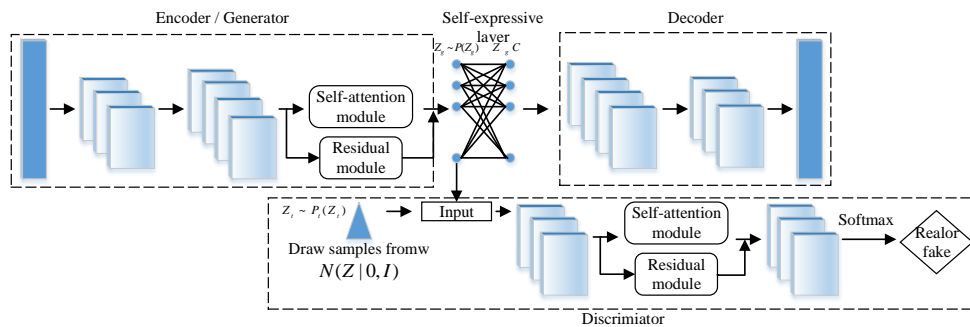 Encoder / Generator
Self-expressive
layer
Decoder
Z_g ~ P(Z_g)
Z_g C
Self-attention
module
Residual
module
Z_t ~ P_t(Z_t)
Input
Draw samples fromw
N(Z | 0, I)
Self-attention
module
Residual
module
Softmax
Realor
fake
Discrimiator